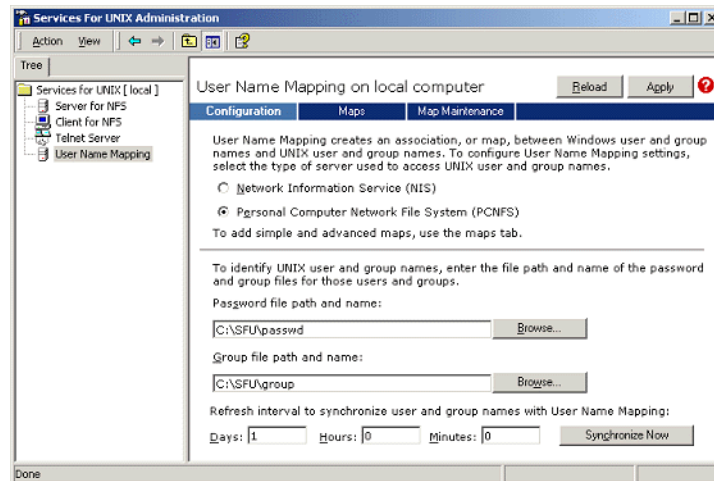 Services For UNIX Administration
Action View
Tree
Services for UNIX [ local ]
Server for NFS
Client for NFS
Telnet Server
User Name Mapping
User Name Mapping on local computer
Reload Apply ?
Configuration Maps Map Maintenance
User Name Mapping creates an association, or map, between Windows user and group
names and UNIX user and group names. To configure User Name Mapping settings,
select the type of server used to access UNIX user and group names.
Network Information Service (NIS)
Personal Computer Network File System (PCNFS)
To add simple and advanced maps, use the maps tab.
To identify UNIX user and group names, enter the file path and name of the password
and group files for those users and groups.
Password file path and name:
C:\SFU\passwd Browse...
Group file path and name:
C:\SFU\group Browse...
Refresh interval to synchronize user and group names with User Name Mapping:
Days: 1 Hours: 0 Minutes: 0 Synchronize Now
Done